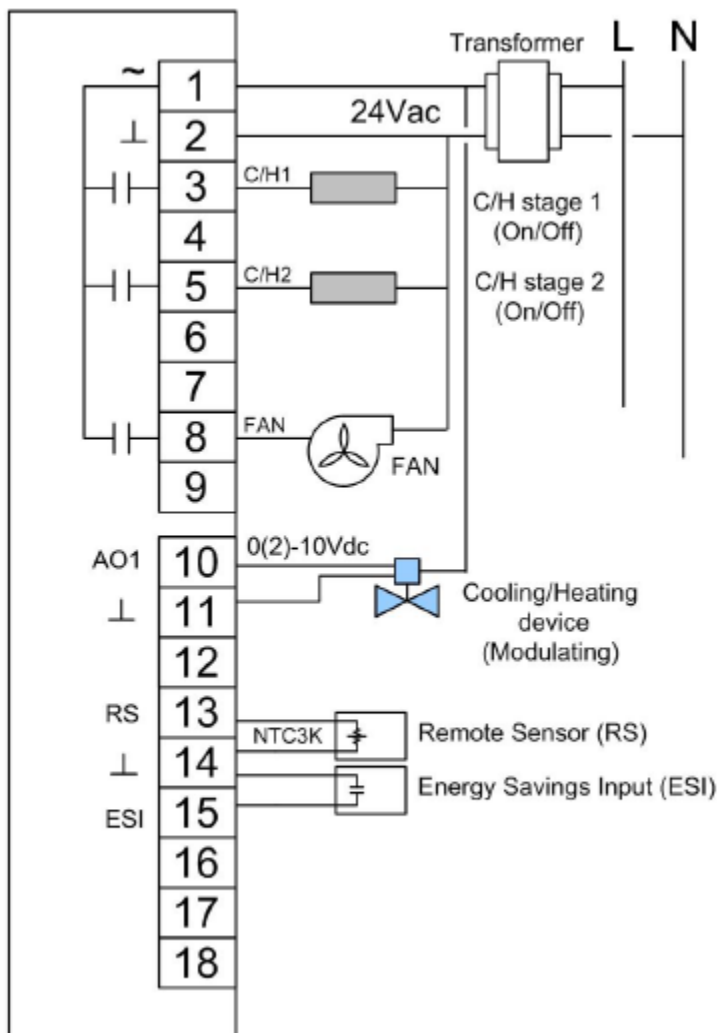 Transformer L N
~ 1
24Vac
⊥ 2
3 C/H1
C/H stage 1
(On/Off)
4
5 C/H2
C/H stage 2
(On/Off)
6
7
8 FAN
FAN
9
AO1 10 0(2)-10Vdc
⊥ 11
Cooling/Heating
device
(Modulating)
12
RS 13
NTC3K
Remote Sensor (RS)
⊥ 14
Energy Savings Input (ESI)
ESI 15
16
17
18